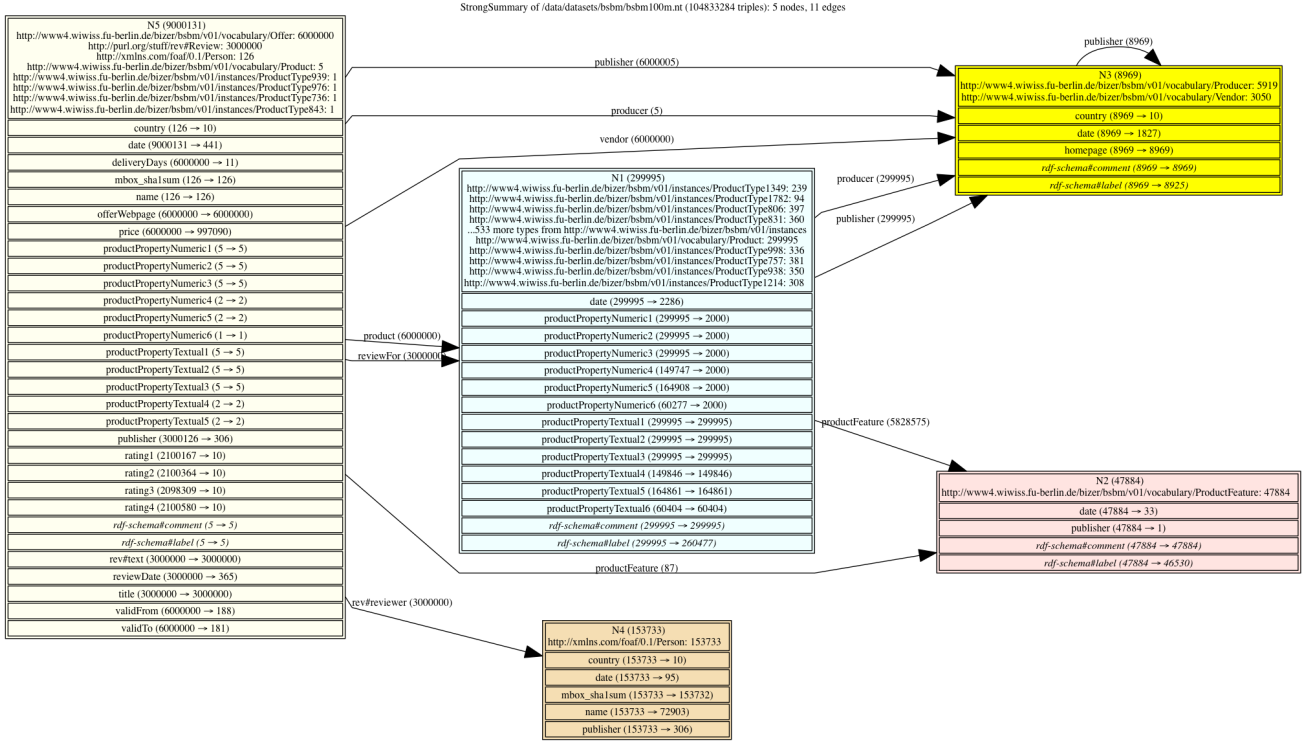 StrongSummary of /data/datasets/bsbm/bsbm100m.nt (104833284 triples): 5 nodes, 11 edges
N5 (9000131)
http://www4.wiwiss.fu-berlin.de/bizer/bsbm/v01/vocabulary/Offer: 6000000
http://purl.org/stuff/rev#Review: 3000000
http://xmlns.com/foaf/0.1/Person: 126
http://www4.wiwiss.fu-berlin.de/bizer/bsbm/v01/vocabulary/Product: 5
http://www4.wiwiss.fu-berlin.de/bizer/bsbm/v01/instances/ProductType939: 1
http://www4.wiwiss.fu-berlin.de/bizer/bsbm/v01/instances/ProductType976: 1
http://www4.wiwiss.fu-berlin.de/bizer/bsbm/v01/instances/ProductType736: 1
http://www4.wiwiss.fu-berlin.de/bizer/bsbm/v01/instances/ProductType843: 1
country (126 → 10)
date (9000131 → 441)
deliveryDays (6000000 → 11)
mbox_sha1sum (126 → 126)
name (126 → 126)
offerWebpage (6000000 → 6000000)
price (6000000 → 997090)
productPropertyNumeric1 (5 → 5)
productPropertyNumeric2 (5 → 5)
productPropertyNumeric3 (5 → 5)
productPropertyNumeric4 (2 → 2)
productPropertyNumeric5 (2 → 2)
productPropertyNumeric6 (1 → 1)
productPropertyTextual1 (5 → 5)
productPropertyTextual2 (5 → 5)
productPropertyTextual3 (5 → 5)
productPropertyTextual4 (2 → 2)
productPropertyTextual5 (2 → 2)
publisher (3000126 → 306)
rating1 (2100167 → 10)
rating2 (2100364 → 10)
rating3 (2098309 → 10)
rating4 (2100580 → 10)
rdf-schema#comment (5 → 5)
rdf-schema#label (5 → 5)
rev#text (3000000 → 3000000)
reviewDate (3000000 → 365)
title (3000000 → 3000000)
validFrom (6000000 → 188)
validTo (6000000 → 181)
publisher (6000005)
producer (5)
vendor (6000000)
product (6000000)
reviewFor (3000000)
productFeature (87)
rev#reviewer (3000000)
N1 (299995)
http://www4.wiwiss.fu-berlin.de/bizer/bsbm/v01/instances/ProductType1349: 239
http://www4.wiwiss.fu-berlin.de/bizer/bsbm/v01/instances/ProductType1782: 94
http://www4.wiwiss.fu-berlin.de/bizer/bsbm/v01/instances/ProductType806: 397
http://www4.wiwiss.fu-berlin.de/bizer/bsbm/v01/instances/ProductType831: 360
...533 more types from http://www4.wiwiss.fu-berlin.de/bizer/bsbm/v01/instances
http://www4.wiwiss.fu-berlin.de/bizer/bsbm/v01/vocabulary/Product: 299995
http://www4.wiwiss.fu-berlin.de/bizer/bsbm/v01/instances/ProductType998: 336
http://www4.wiwiss.fu-berlin.de/bizer/bsbm/v01/instances/ProductType757: 381
http://www4.wiwiss.fu-berlin.de/bizer/bsbm/v01/instances/ProductType938: 350
http://www4.wiwiss.fu-berlin.de/bizer/bsbm/v01/instances/ProductType1214: 308
date (299995 → 2286)
productPropertyNumeric1 (299995 → 2000)
productPropertyNumeric2 (299995 → 2000)
productPropertyNumeric3 (299995 → 2000)
productPropertyNumeric4 (149747 → 2000)
productPropertyNumeric5 (164908 → 2000)
productPropertyNumeric6 (60277 → 2000)
productPropertyTextual1 (299995 → 299995)
productPropertyTextual2 (299995 → 299995)
productPropertyTextual3 (299995 → 299995)
productPropertyTextual4 (149846 → 149846)
productPropertyTextual5 (164861 → 164861)
productPropertyTextual6 (60404 → 60404)
rdf-schema#comment (299995 → 299995)
rdf-schema#label (299995 → 260477)
producer (299995)
publisher (299995)
productFeature (5828575)
publisher (8969)
N3 (8969)
http://www4.wiwiss.fu-berlin.de/bizer/bsbm/v01/vocabulary/Producer: 5919
http://www4.wiwiss.fu-berlin.de/bizer/bsbm/v01/vocabulary/Vendor: 3050
country (8969 → 10)
date (8969 → 1827)
homepage (8969 → 8969)
rdf-schema#comment (8969 → 8969)
rdf-schema#label (8969 → 8925)
N2 (47884)
http://www4.wiwiss.fu-berlin.de/bizer/bsbm/v01/vocabulary/ProductFeature: 47884
date (47884 → 33)
publisher (47884 → 1)
rdf-schema#comment (47884 → 47884)
rdf-schema#label (47884 → 46530)
N4 (153733)
http://xmlns.com/foaf/0.1/Person: 153733
country (153733 → 10)
date (153733 → 95)
mbox_sha1sum (153733 → 153732)
name (153733 → 72903)
publisher (153733 → 306)